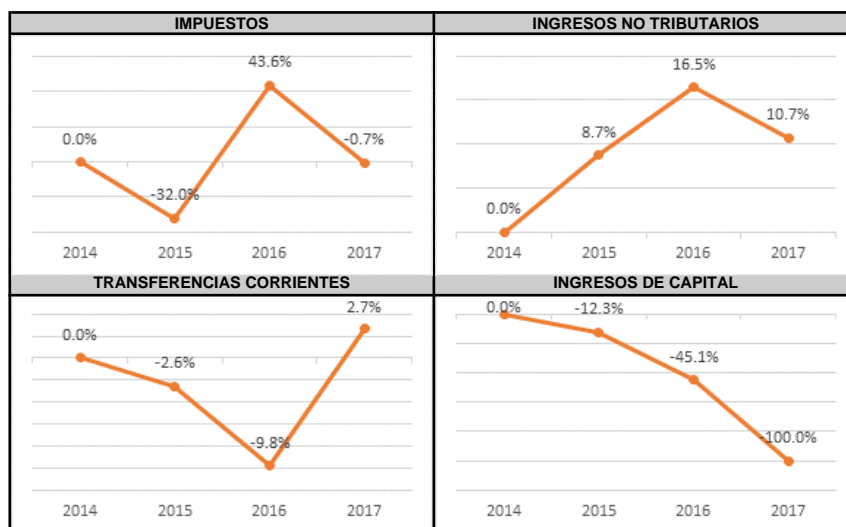 IMPUESTOS
43.6%
0.0%
-0.7%
-32.0%
2014 2015 2016 2017
INGRESOS NO TRIBUTARIOS
16.5%
10.7%
8.7%
0.0%
2014 2015 2016 2017
TRANSFERENCIAS CORRIENTES
2.7%
0.0%
-2.6%
-9.8%
2014 2015 2016 2017
INGRESOS DE CAPITAL
0.0% -12.3%
-45.1%
-100.0%
2014 2015 2016 2017